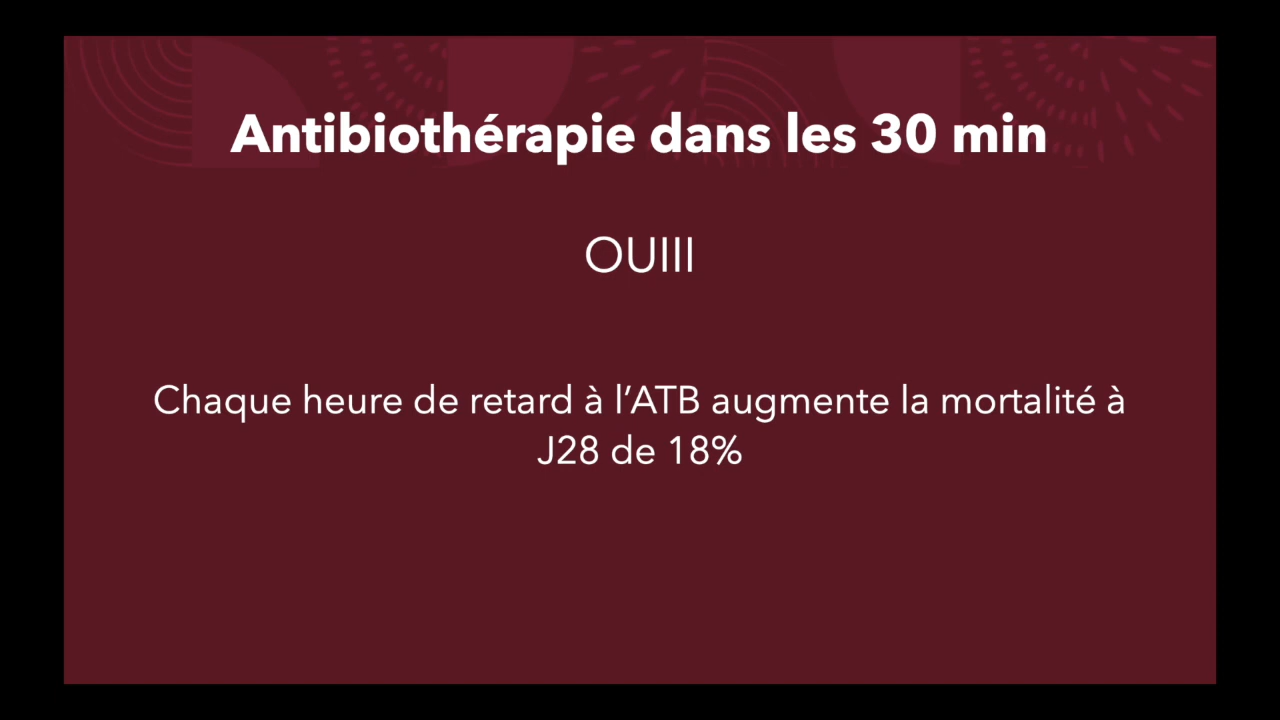 Antibiothérapie dans les 30 min
OUIII
Chaque heure de retard à l’ATB augmente la mortalité à
J28 de 18%